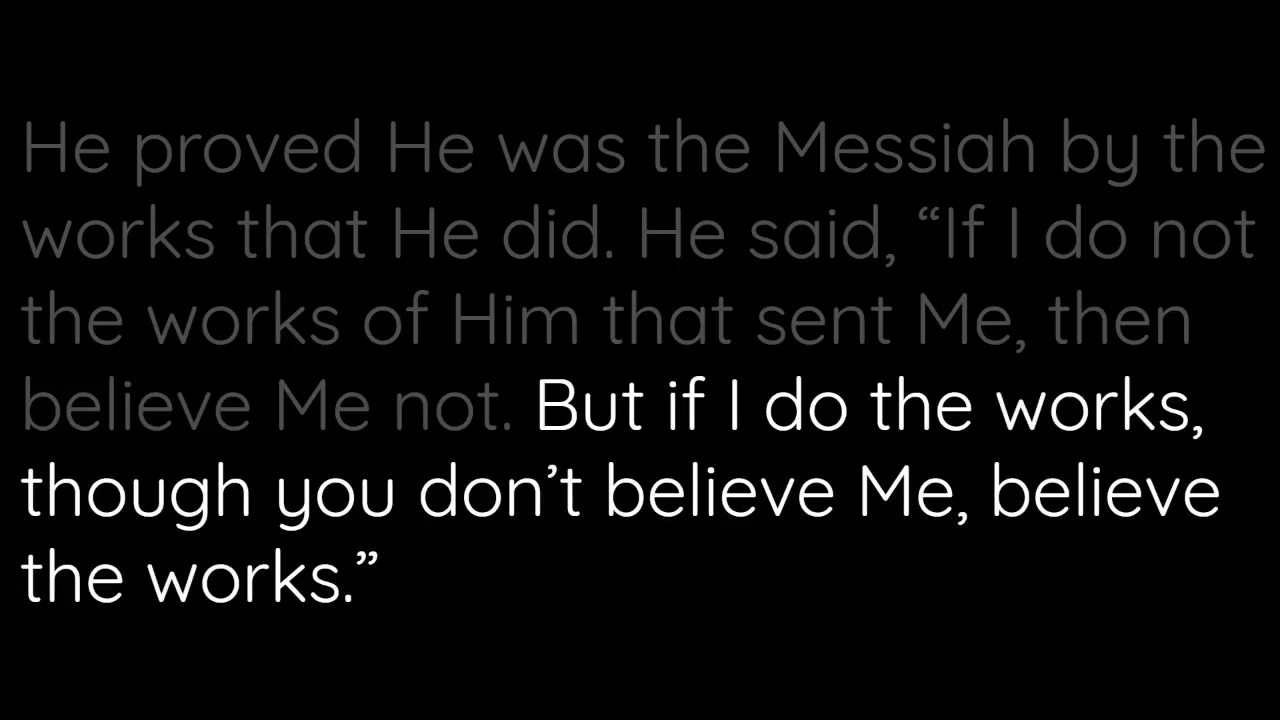 He proved He was the Messiah by the
works that He did. He said, “If I do not
the works of Him that sent Me, then
believe Me not. But if I do the works,
though you don’t believe Me, believe
the works.”